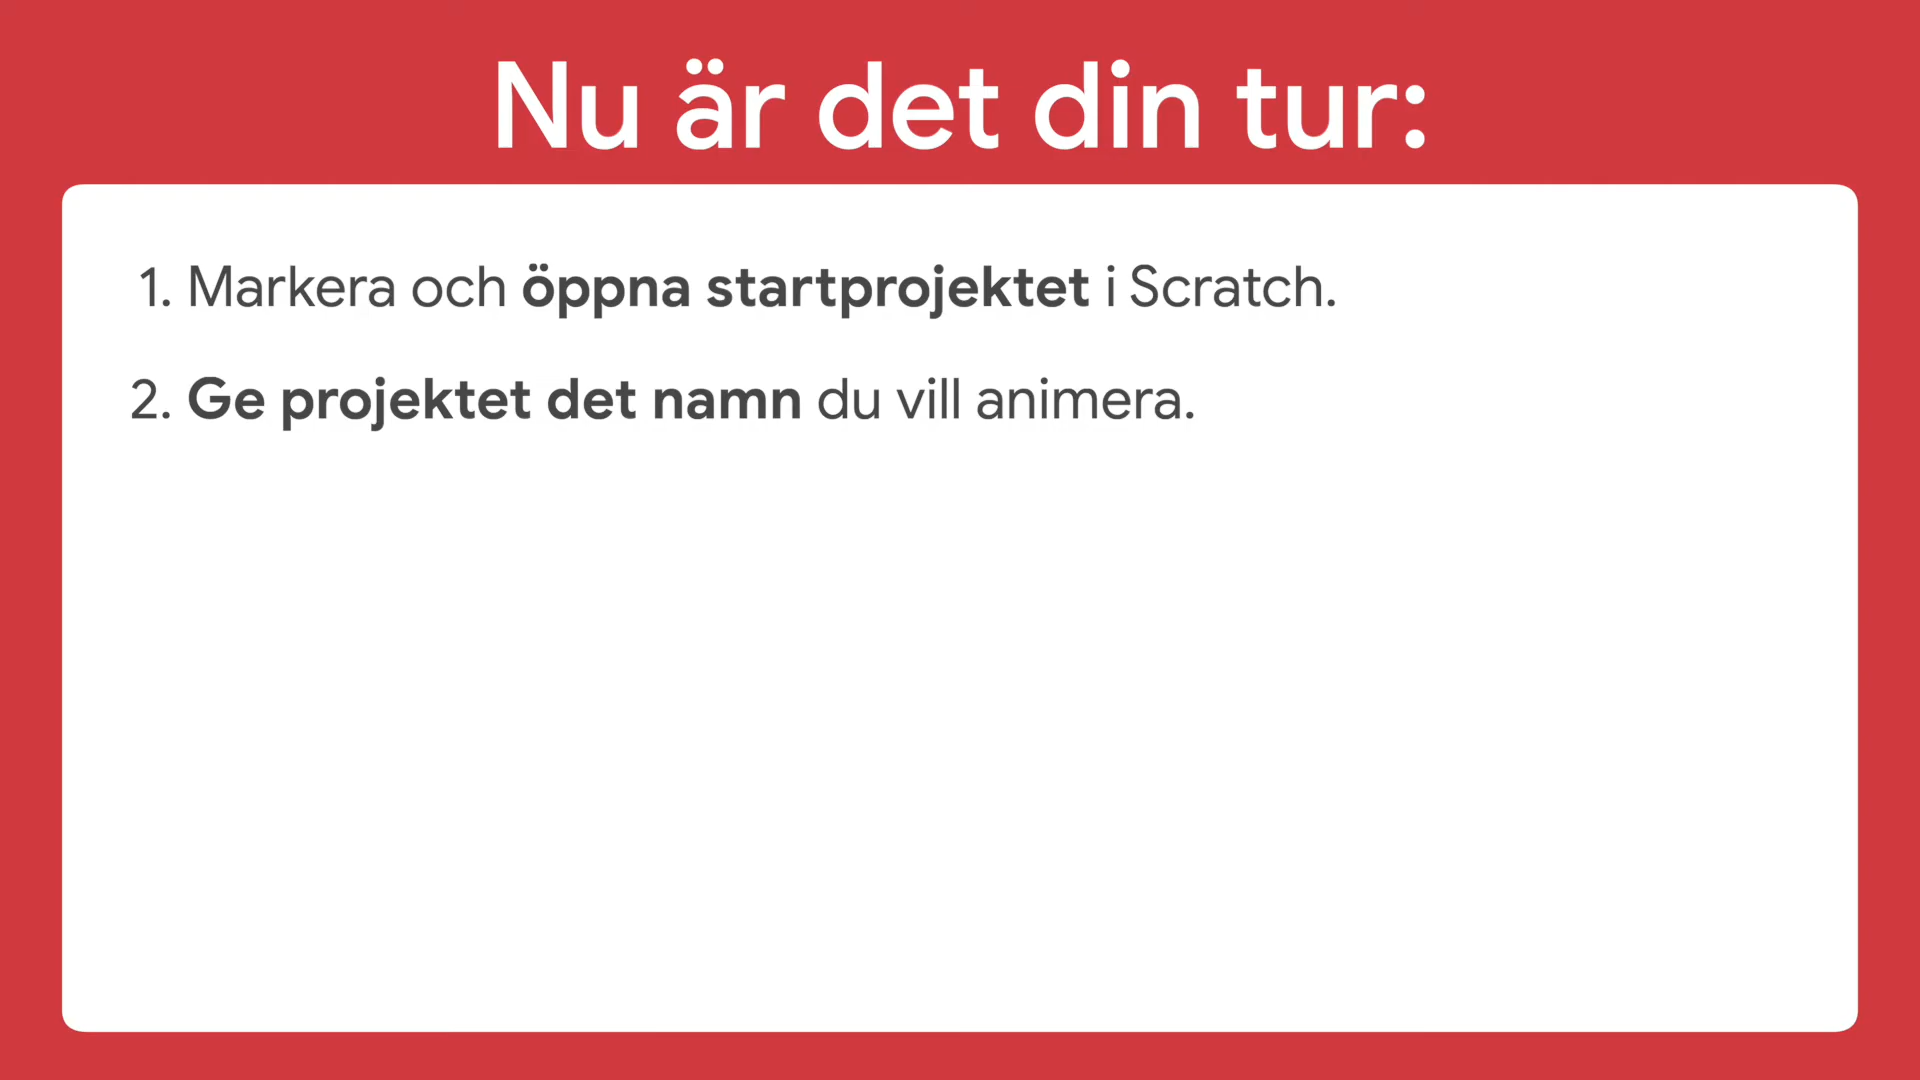 Nu är det din tur:
1. Markera och öppna startprojektet i Scratch.
2. Ge projektet det namn du vill animera.